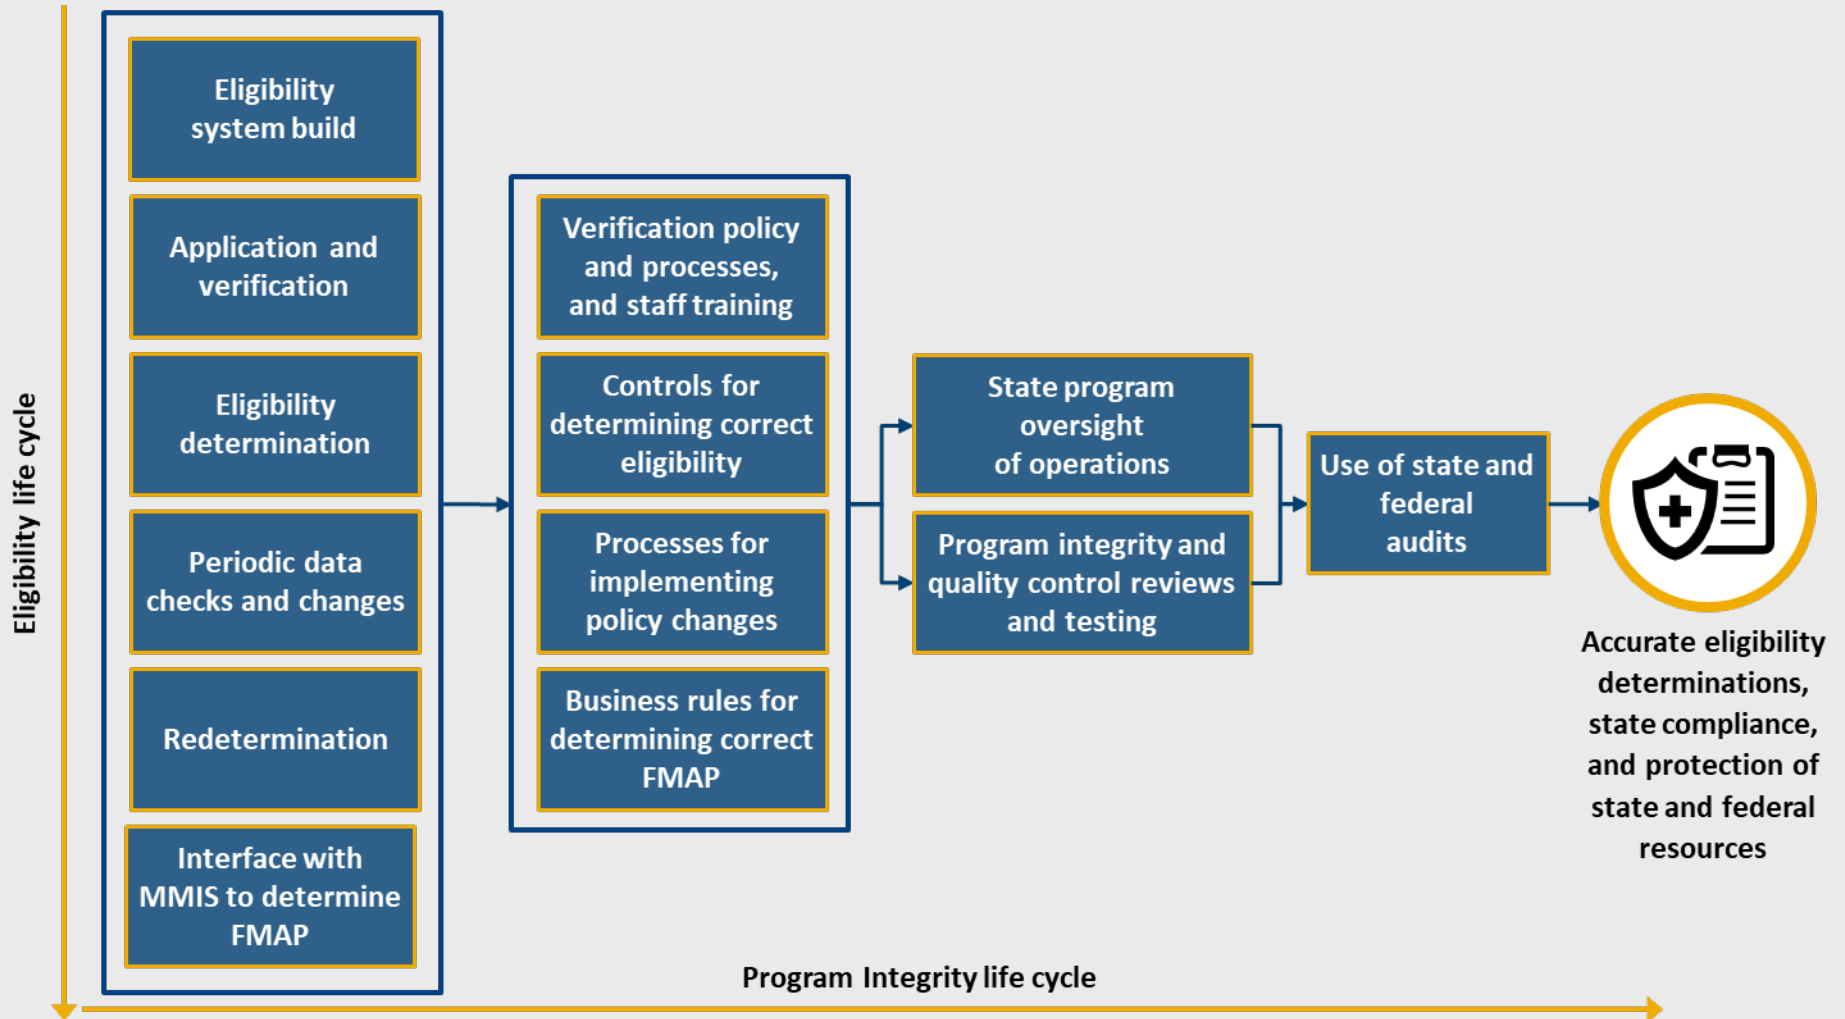 Eligibility life cycle
Eligibility
system build
Application and
verification
Eligibility
determination
Periodic data
checks and changes
Redetermination
Interface with
MMIS to determine
FMAP
Verification policy
and processes,
and staff training
Controls for
determining correct
eligibility
Processes for
implementing
policy changes
Business rules for
determining correct
FMAP
State program
oversight
of operations
Program integrity and
quality control reviews
and testing
Use of state and
federal
audits
Accurate eligibility
determinations,
state compliance,
and protection of
state and federal
resources
Program Integrity life cycle